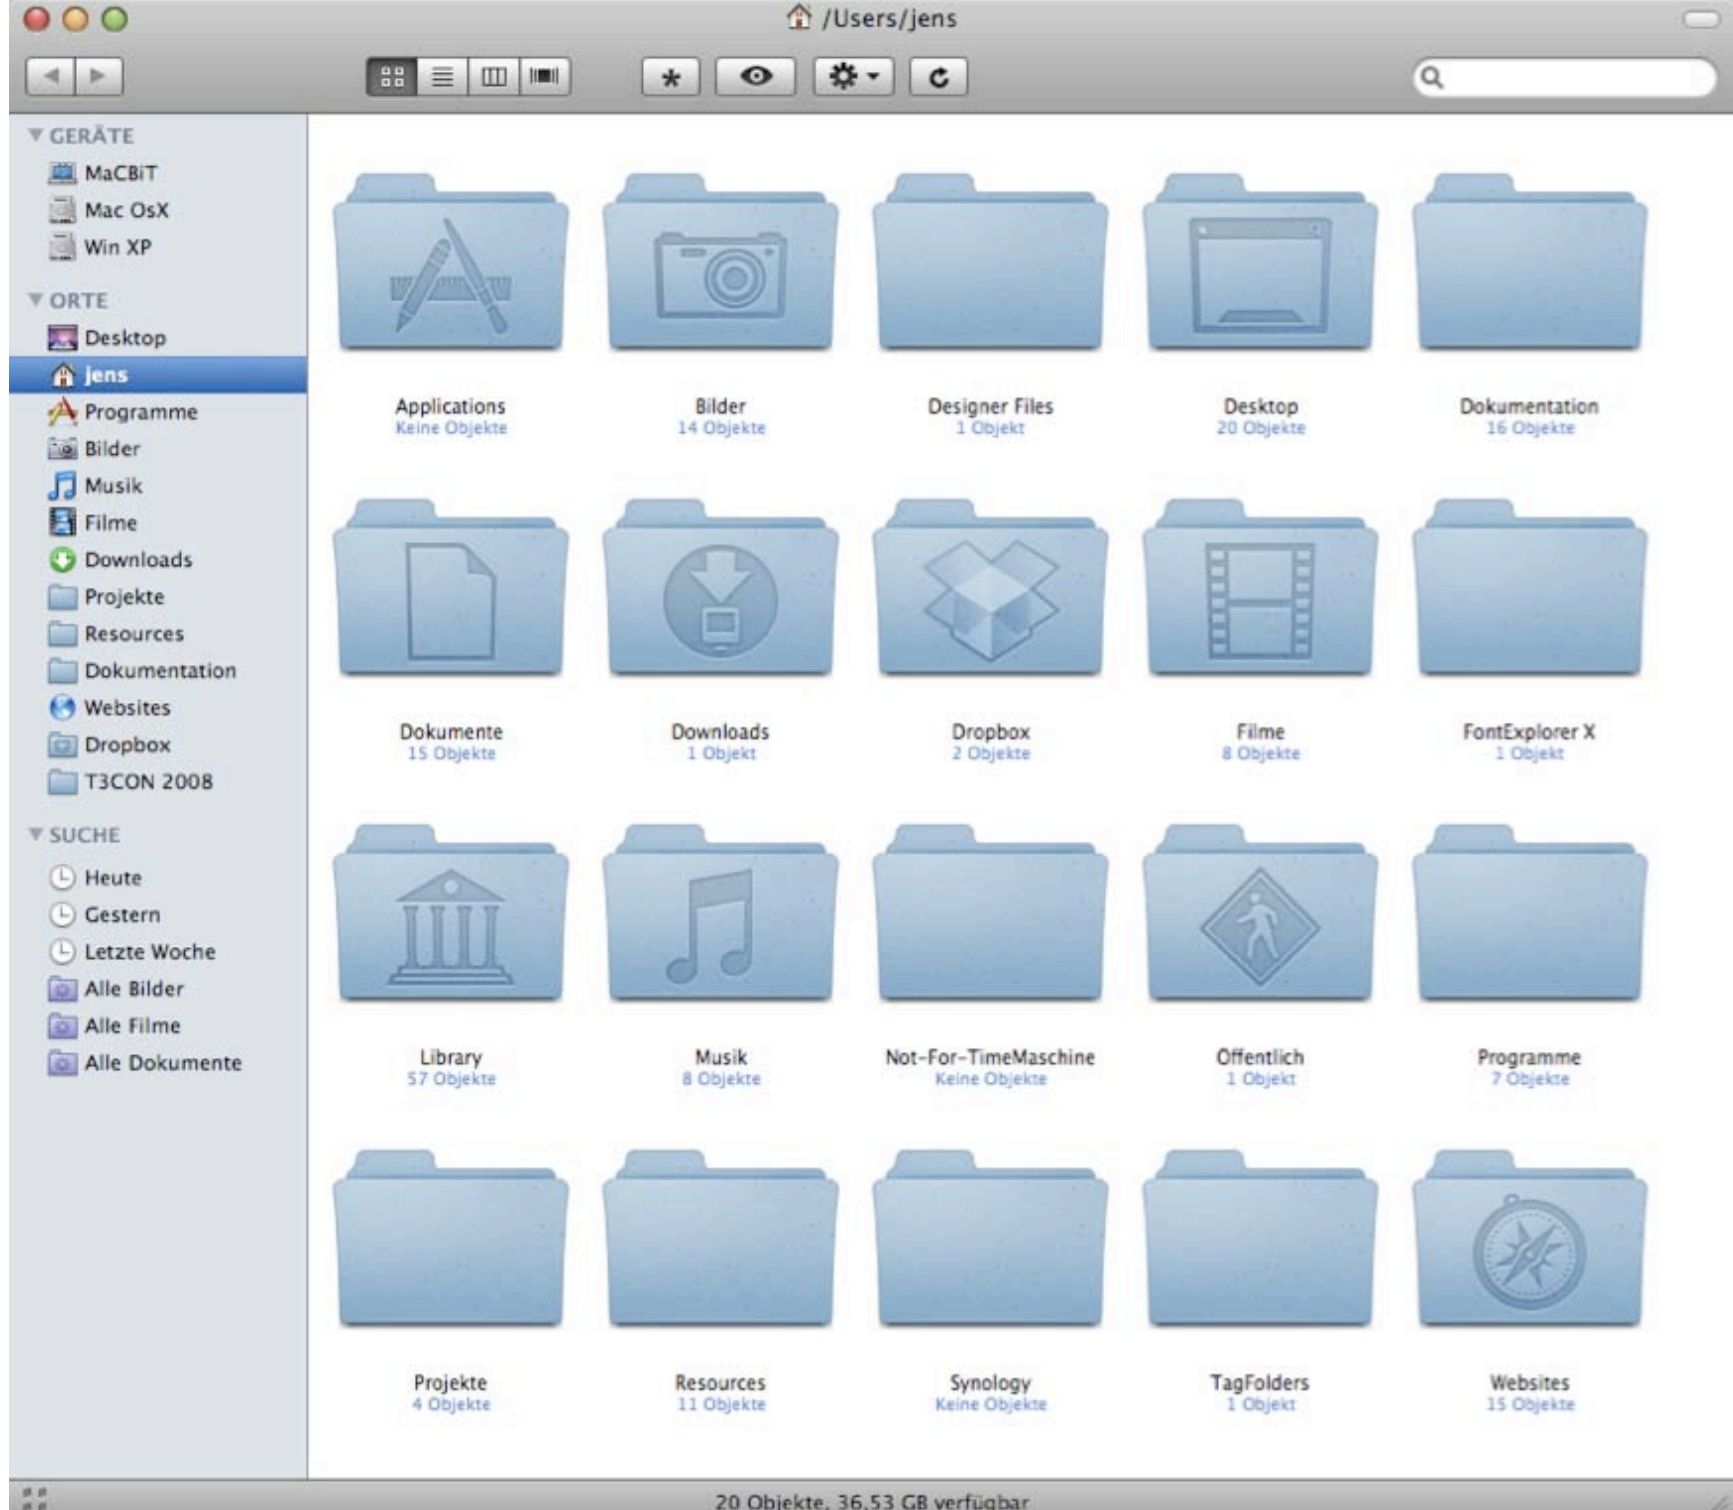 /Users/jens
GERÄTE
MaCBiT
Mac OsX
Win XP
ORTE
Desktop
jens
Programme
Bilder
Musik
Filme
Downloads
Projekte
Resources
Dokumentation
Websites
Dropbox
T3CON 2008
SUCHE
Heute
Gestern
Letzte Woche
Alle Bilder
Alle Filme
Alle Dokumente
Applications Bilder Designer Files Desktop Dokumentation
Keine Objekte 14 Objekte 1 Objekt 20 Objekte 16 Objekte
Dokumente Downloads Dropbox Filme FontExplorer X
15 Objekte 1 Objekt 2 Objekte 8 Objekte 1 Objekt
Library Musik Not-For-TimeMaschine Öffentlich Programme
57 Objekte 8 Objekte Keine Objekte 1 Objekt 7 Objekte
Projekte Resources Synology TagFolders Websites
4 Objekte 11 Objekte Keine Objekte 1 Objekt 15 Objekte
20 Objekte, 36,53 GB verfügbar